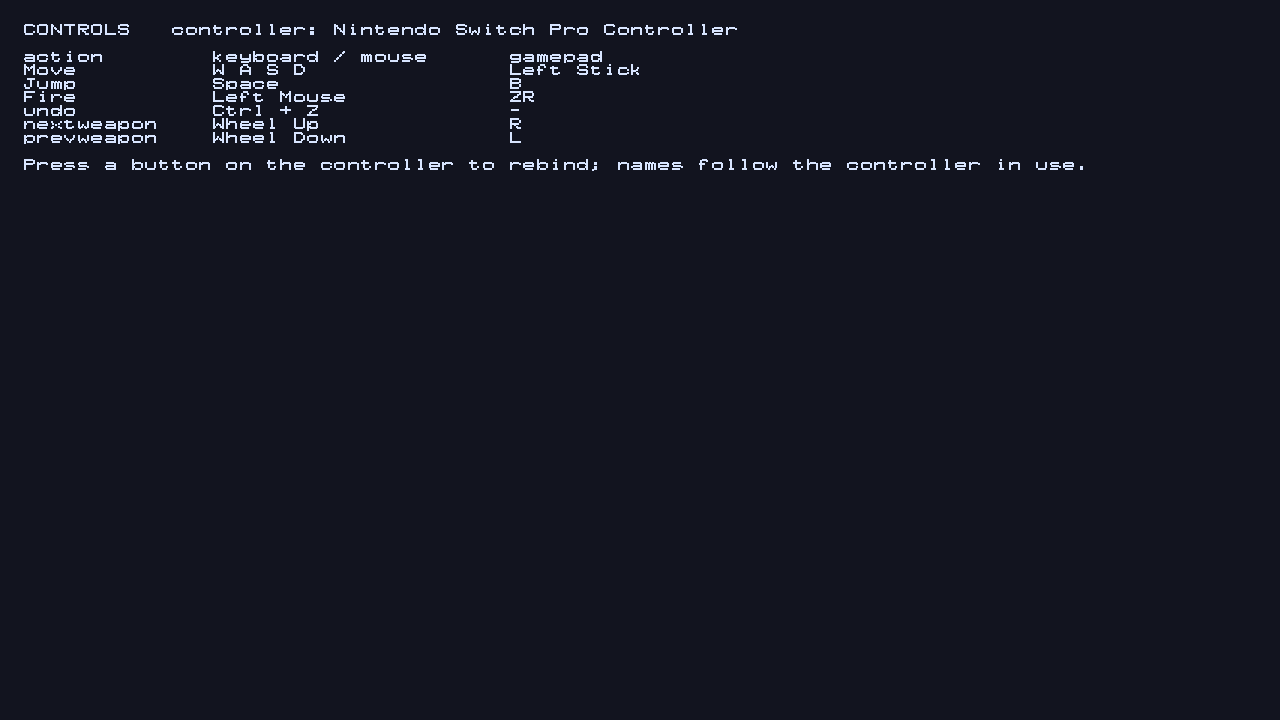 CONTROLS   controller: Nintendo Switch Pro Controller
action        keyboard / mouse      gamepad
Move          W A S D               Left Stick
Jump          Space                 B
Fire          Left Mouse            ZR
undo          Ctrl + Z              -
nextweapon    Wheel Up              R
prevweapon    Wheel Down            L
Press a button on the controller to rebind; names follow the controller in use.